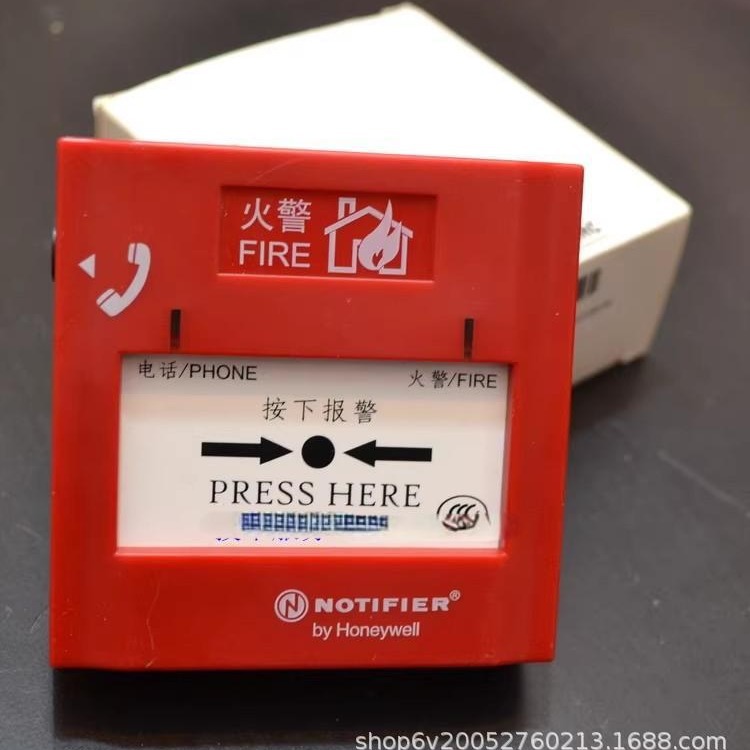 火警
FIRE
电话/PHONE
火警/FIRE
按下报警
PRESS HERE
NOTIFIER®
by Honeywell
shop6v20052760213.1688.com